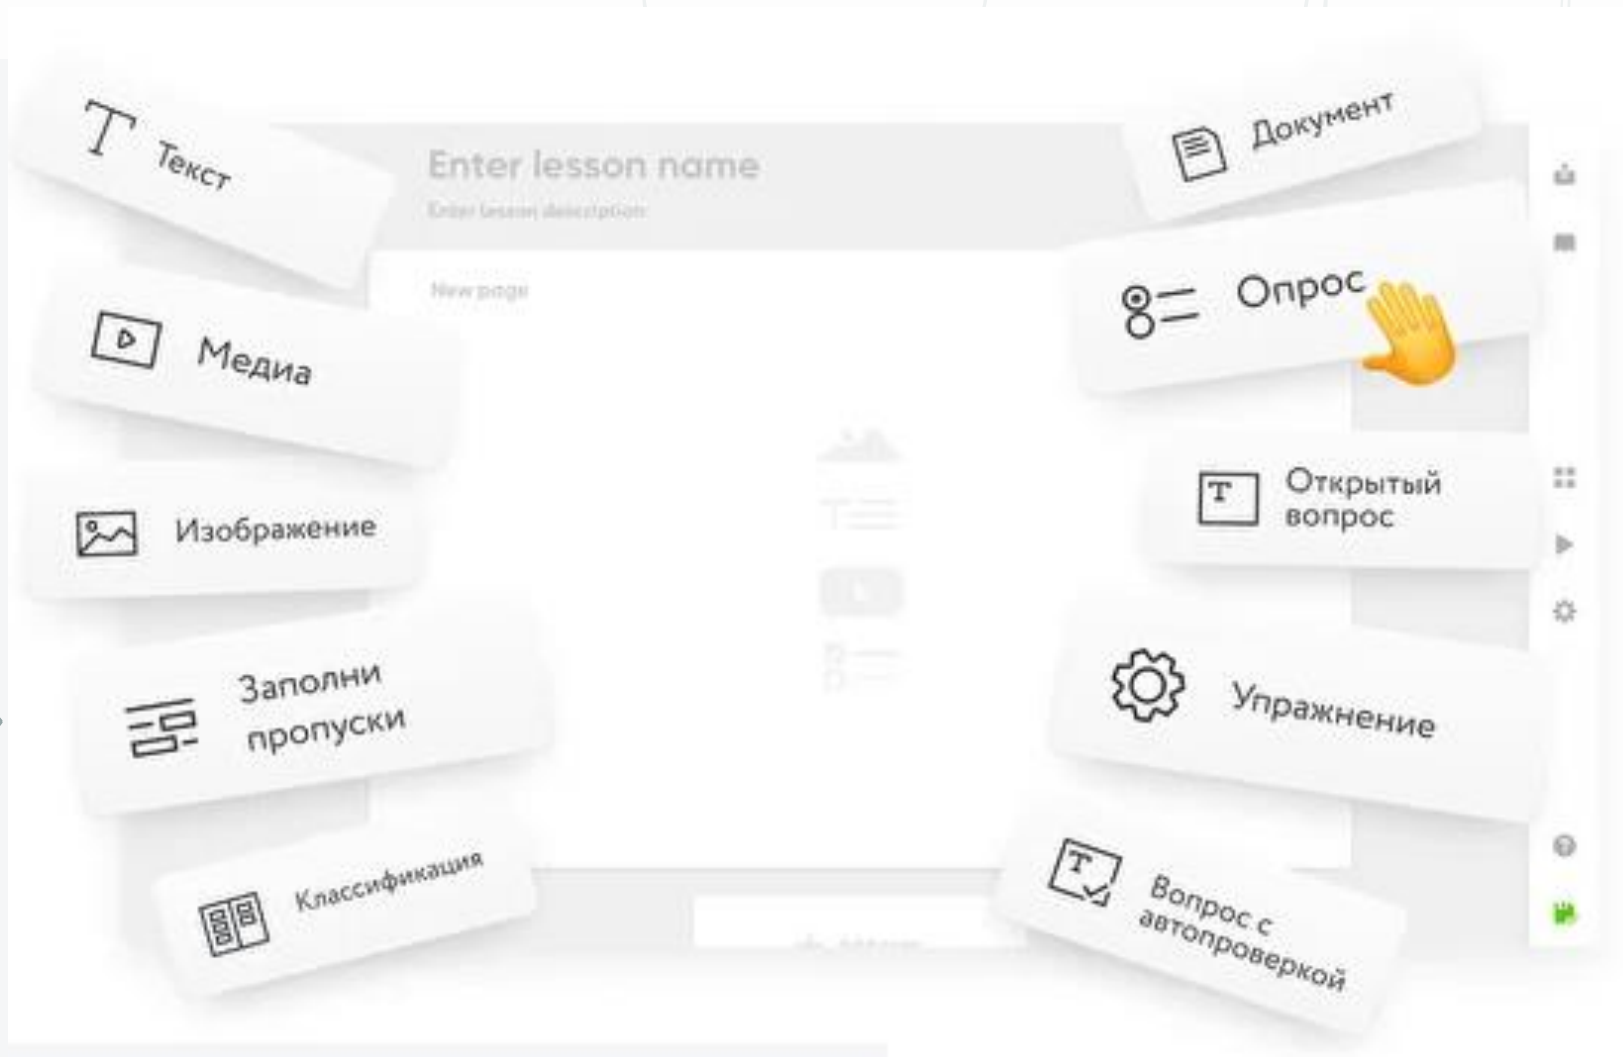 Текст
Enter lesson name
Enter lesson description
New page
Медиа
Изображение
Заполни
пропуски
Классификация
Документ
Опрос
Открытый
вопрос
Упражнение
Вопрос с
автопроверкой